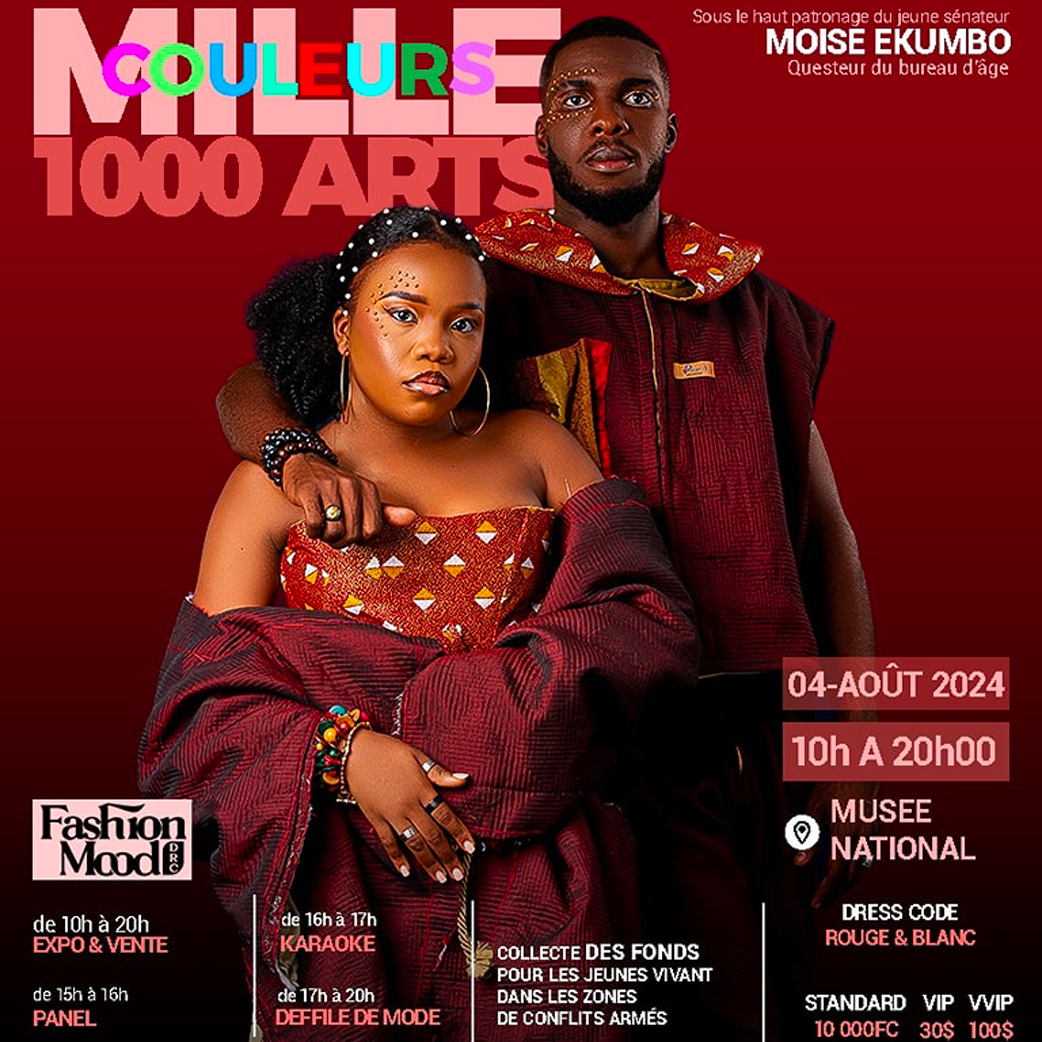 MILLE
COULEURS
1000 ARTS
Sous le haut patronage du jeune sénateur
MOISE EKUMBO
Questeur du bureau d'âge
04-AOÛT 2024
10h A 20h00
MUSEE
NATIONAL
Fashion
Mood
DRC
de 10h à 20h
EXPO & VENTE
de 15h à 16h
PANEL
de 16h à 17h
KARAOKE
de 17h à 20h
DEFFILE DE MODE
COLLECTE DES FONDS
POUR LES JEUNES VIVANT
DANS LES ZONES
DE CONFLITS ARMÉS
DRESS CODE
ROUGE & BLANC
STANDARD VIP VVIP
10 000FC 30$ 100$